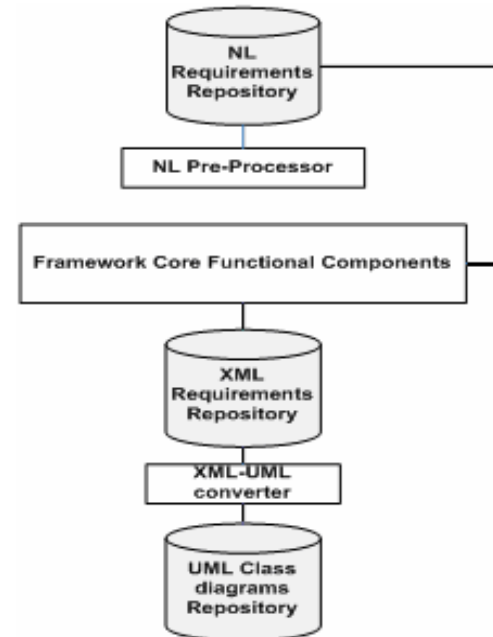 NL
Requirements
Repository
NL Pre-Processor
Framework Core Functional Components
XML
Requirements
Repository
XML-UML
converter
UML Class
diagrams
Repository